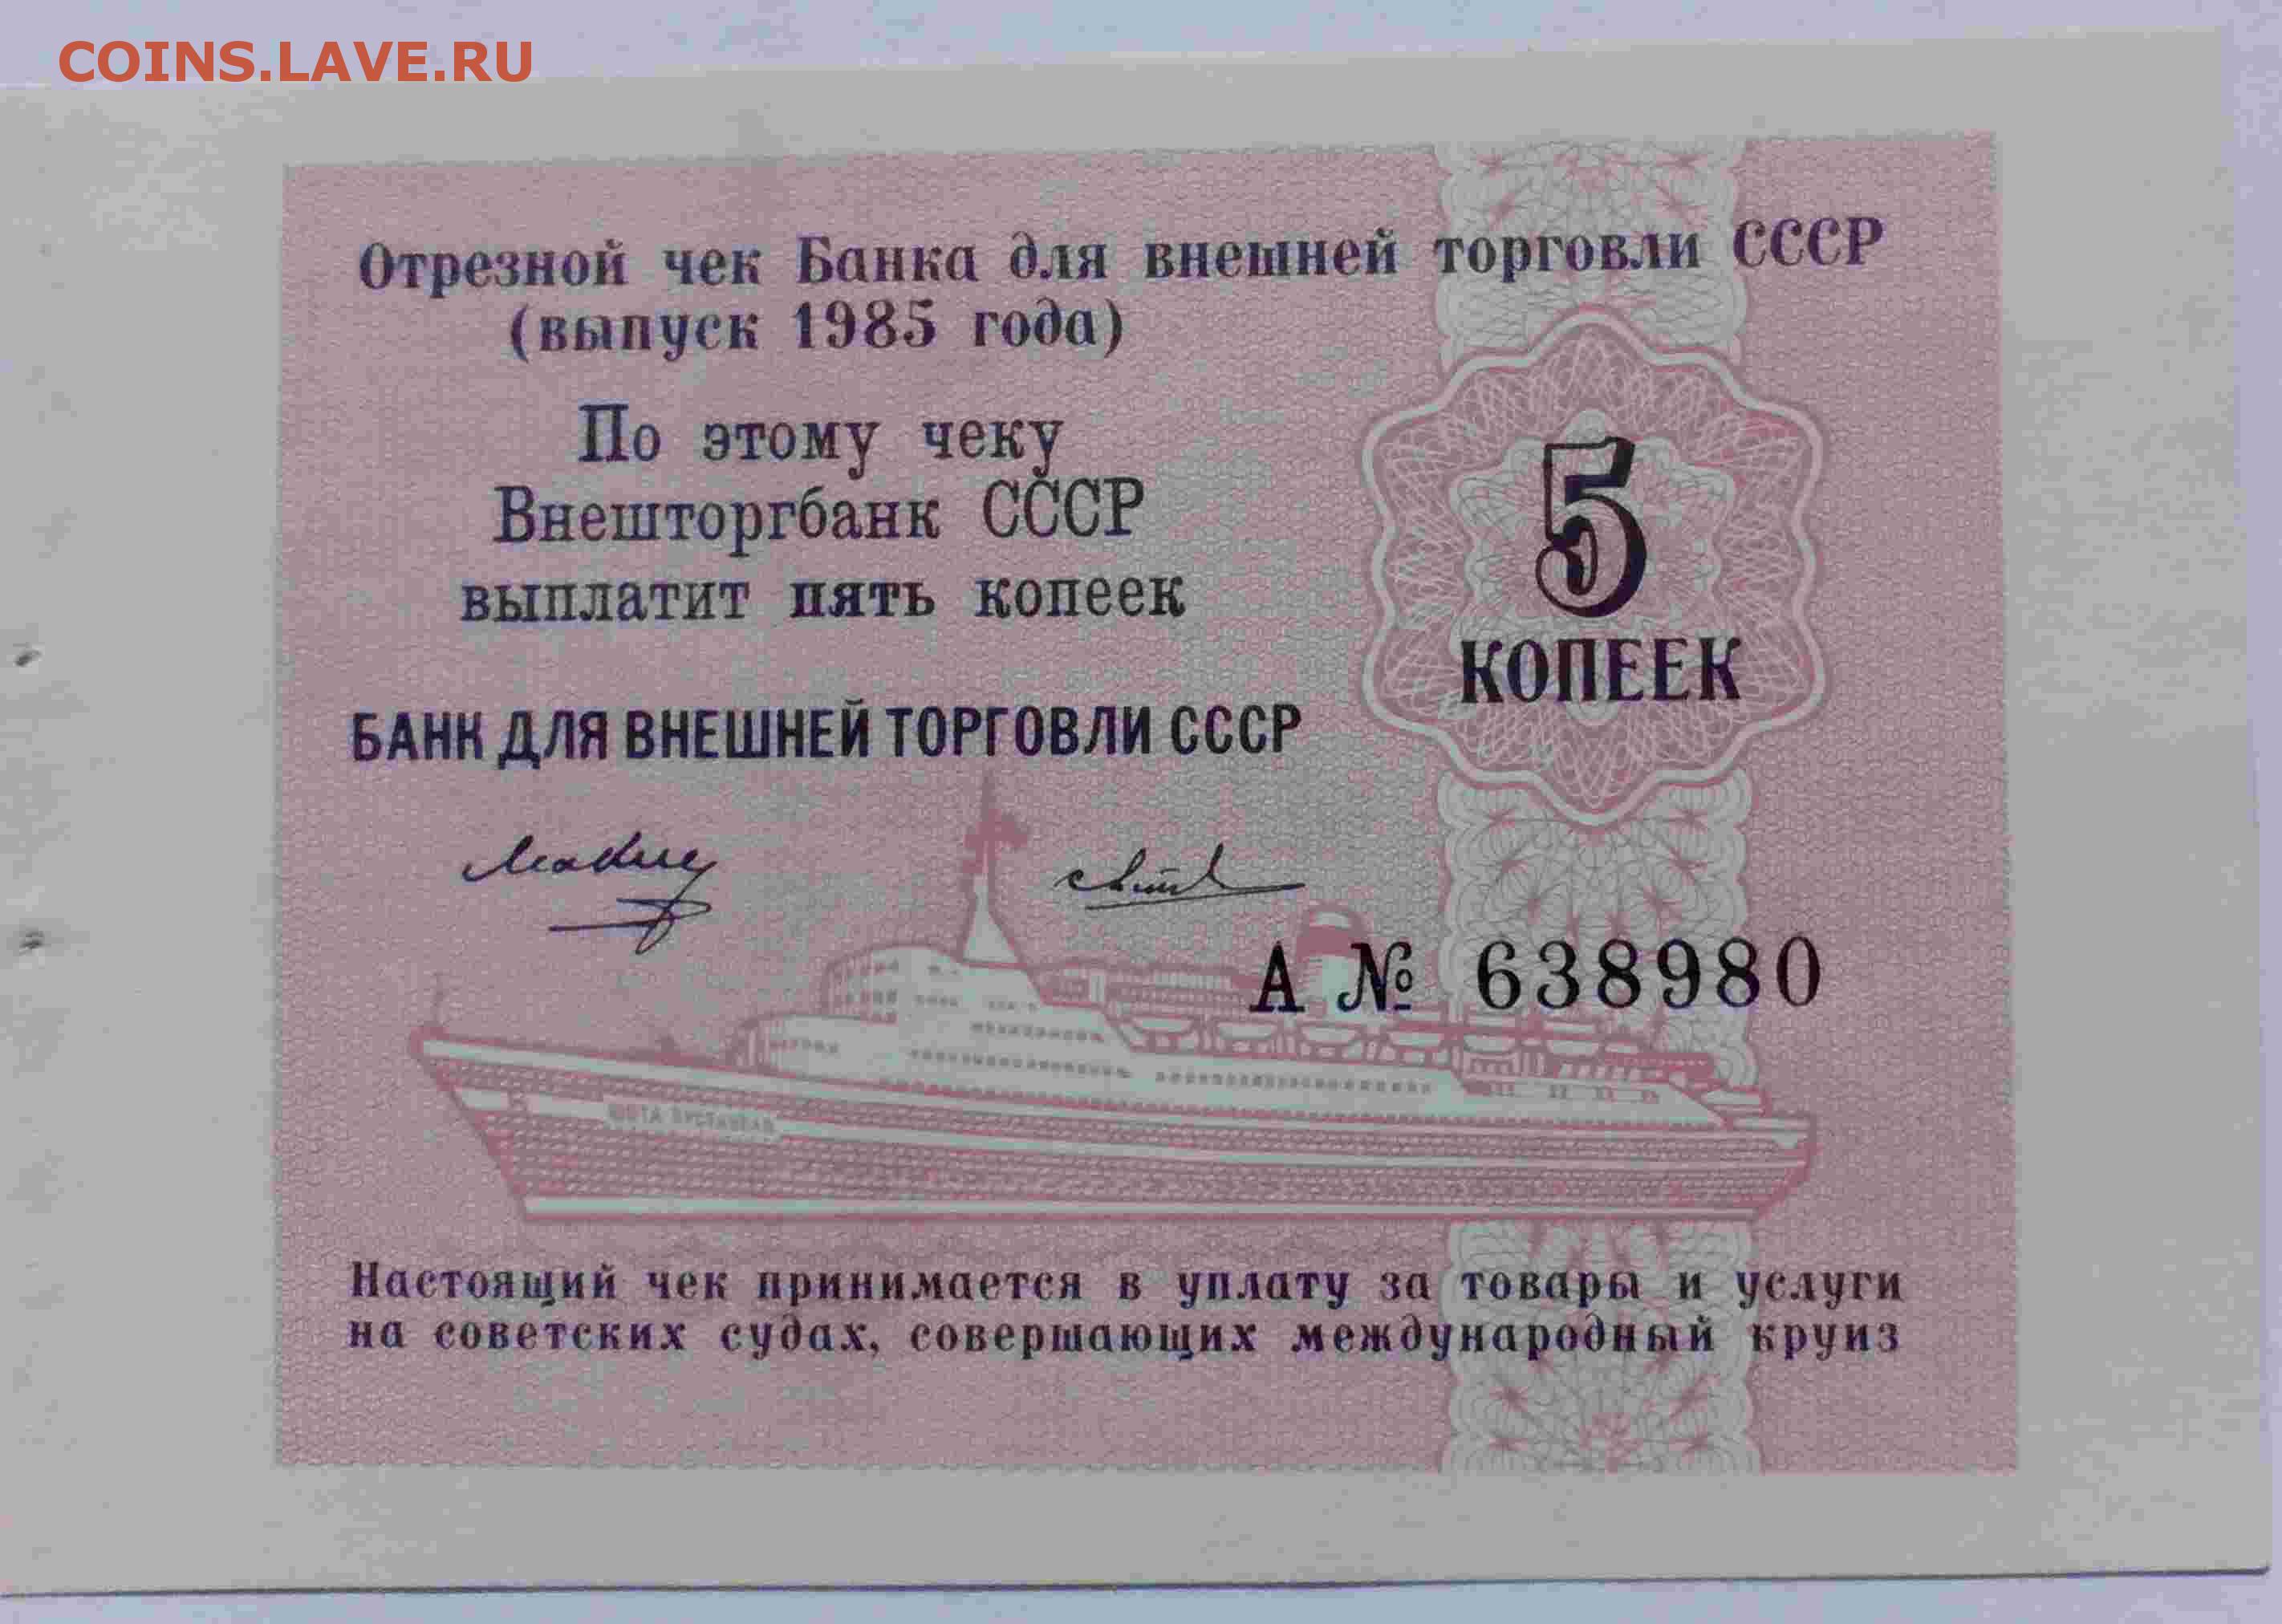 COINS.LAVE.RU
Отрезной чек Банка для внешней торговли СССР
(выпуск 1985 года)
По этому чеку
Внешторгбанк СССР
выплатит пять копеек
5
КОПЕЕК
БАНК ДЛЯ ВНЕШНЕЙ ТОРГОВЛИ СССР
А № 638980
ШОТА РУСТАВЕЛИ
Настоящий чек принимается в уплату за товары и услуги
на советских судах, совершающих международный круиз